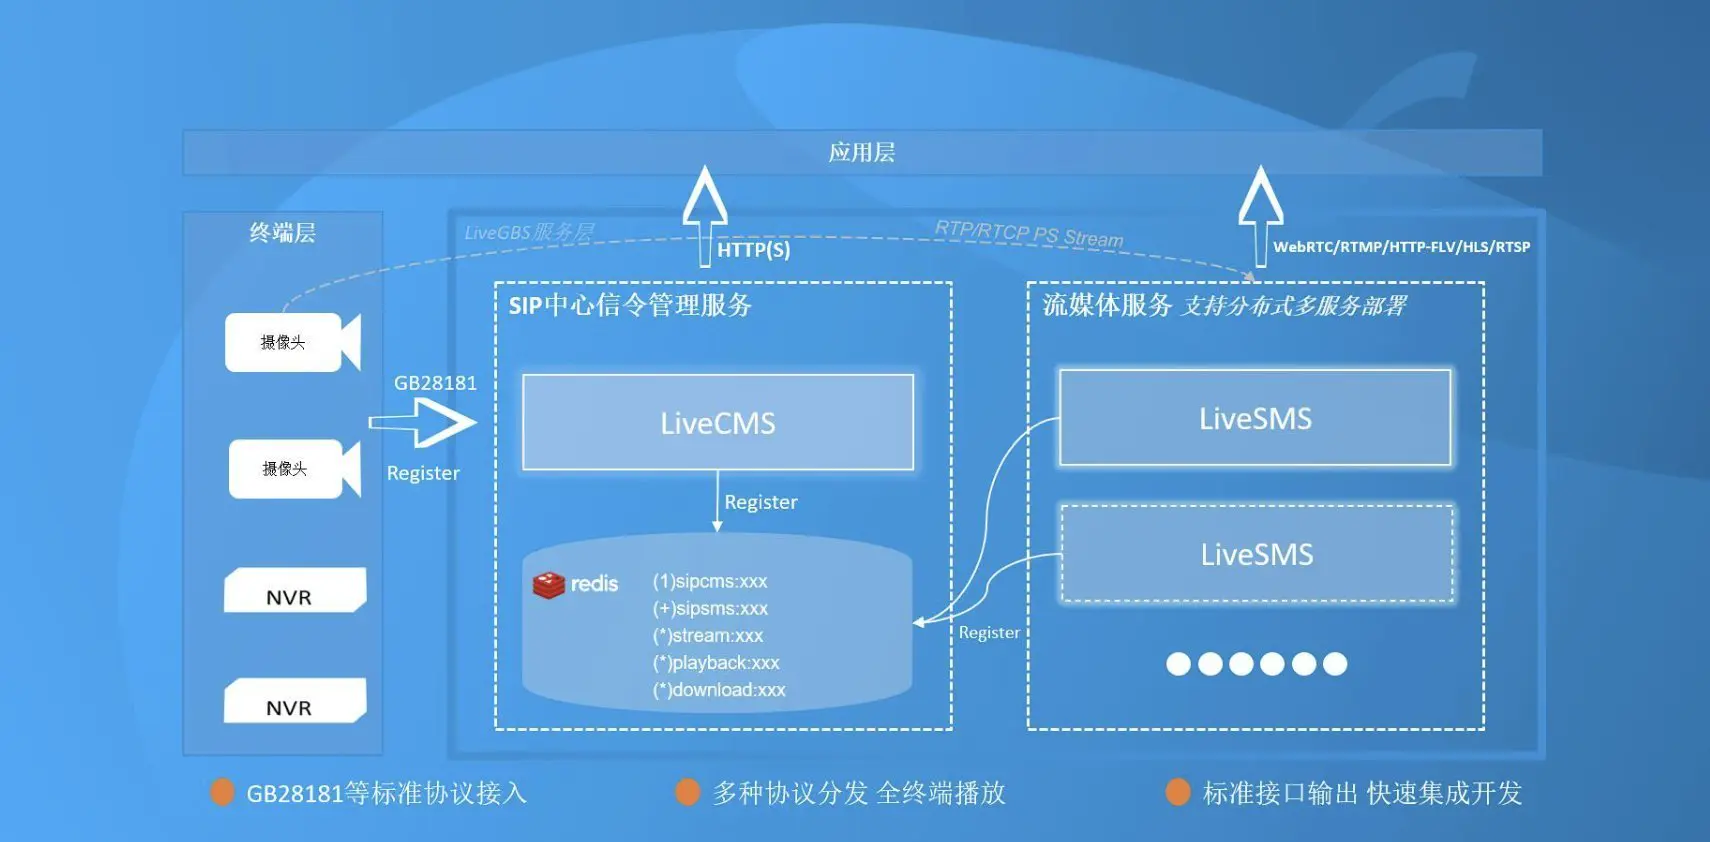 应用层
终端层
LiveGBS服务层
RTP/RTCP PS Stream
HTTP(S)
WebRTC/RTMP/HTTP-FLV/HLS/RTSP
SIP中心信令管理服务
流媒体服务 支持分布式多服务部署
摄像头
GB28181
Register
摄像头
NVR
NVR
LiveCMS
Register
redis
(1)sipcms:xxx
(+)sipsms:xxx
(*)stream:xxx
(*)playback:xxx
(*)download:xxx
LiveSMS
LiveSMS
Register
GB28181等标准协议接入
多种协议分发 全终端播放
标准接口输出 快速集成开发